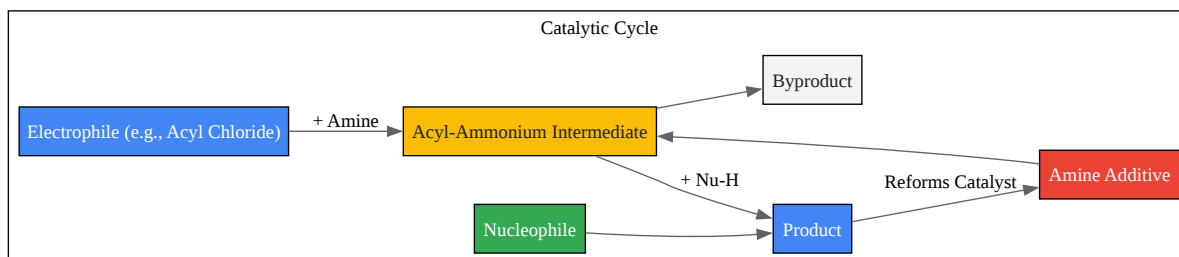 Catalytic Cycle
Byproduct
Electrophile (e.g., Acyl Chloride)
+ Amine
Acyl-Ammonium Intermediate
+ Nu-H
Reforms Catalyst
Amine Additive
Nucleophile
Product